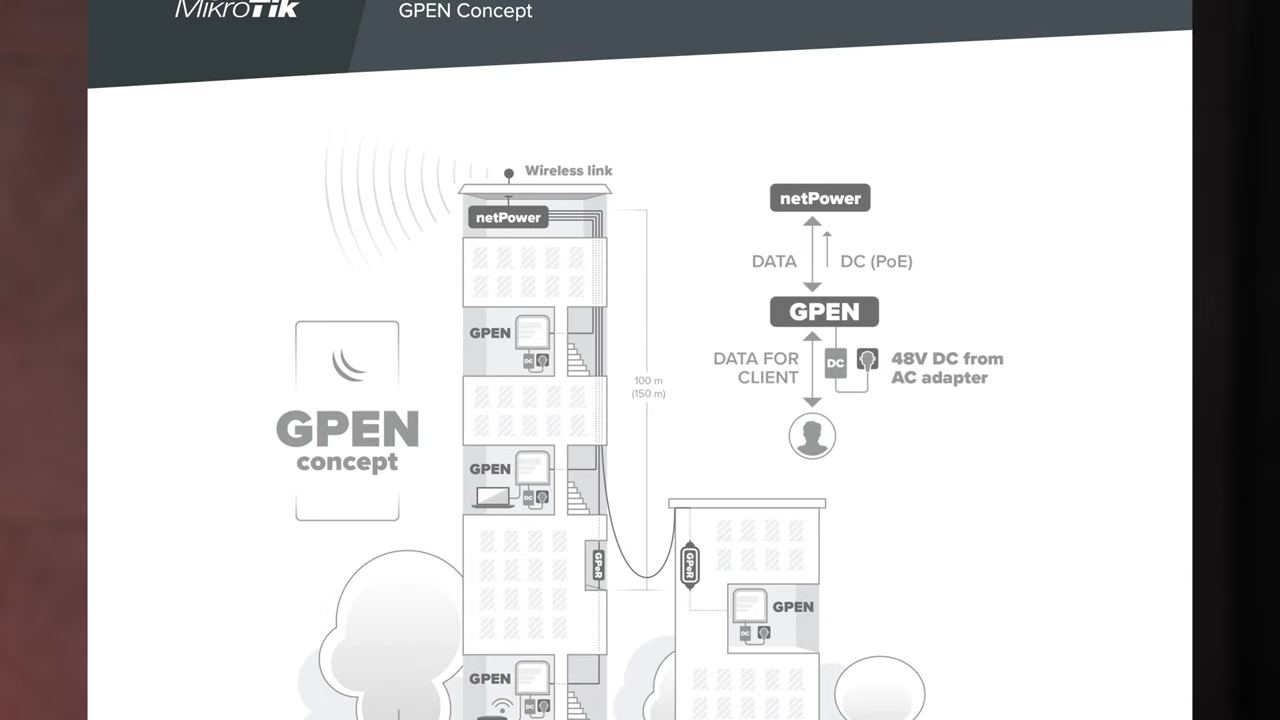 MikroTik
GPEN Concept
Wireless link
netPower
GPEN
DC
GPEN
DC
100 m
(150 m)
GPeR
GPEN
DC
GPEN
concept
netPower
DATA
DC (PoE)
GPEN
DATA FOR
CLIENT
DC
48V DC from
AC adapter
GPeR
GPEN
DC